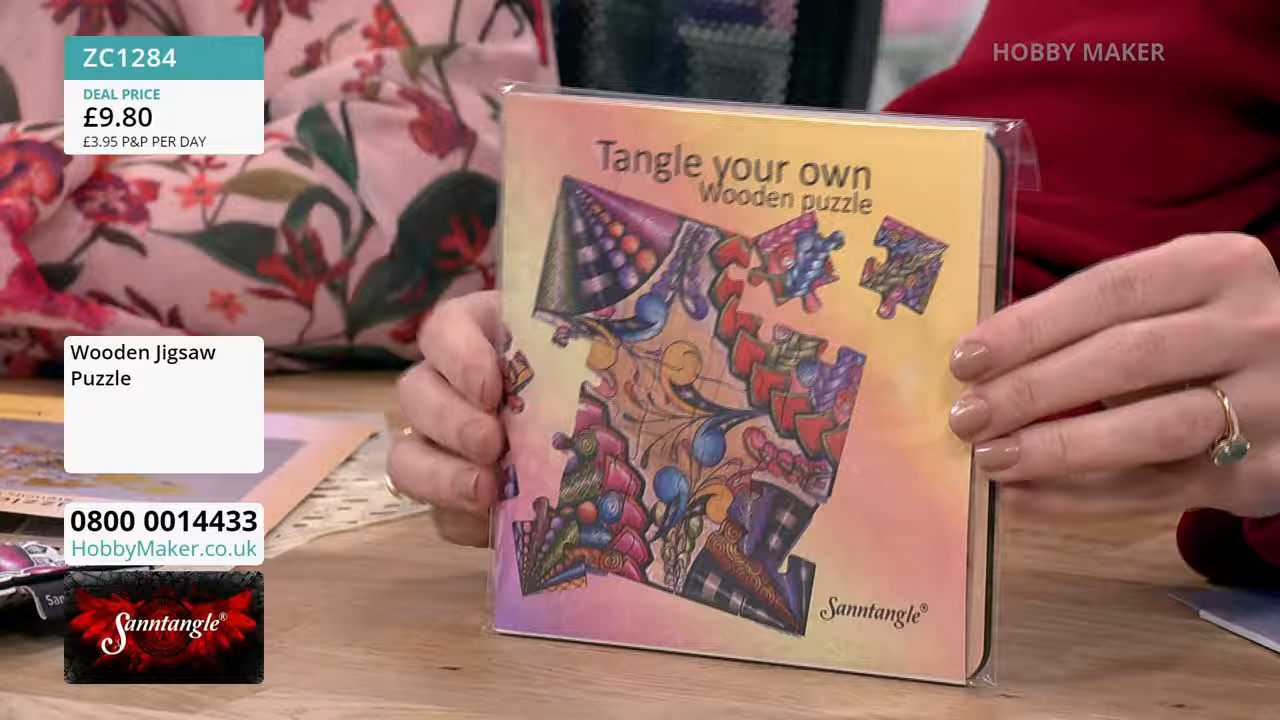 ZC1284
DEAL PRICE
£9.80
£3.95 P&P PER DAY
HOBBY MAKER
Tangle your own
Wooden puzzle
Sanntangle®
Wooden Jigsaw
Puzzle
0800 0014433
HobbyMaker.co.uk
Sanntangle®